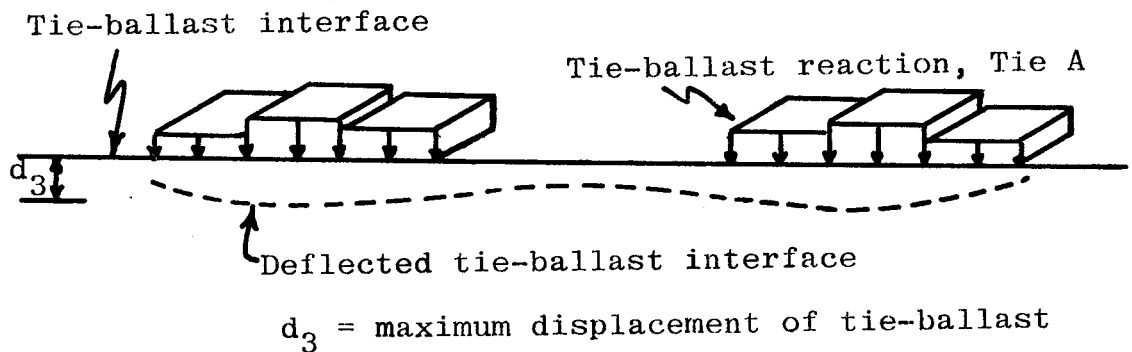 Tie-ballast interface
Tie-ballast reaction, Tie A
d3
Deflected tie-ballast interface
d3 = maximum displacement of tie-ballast